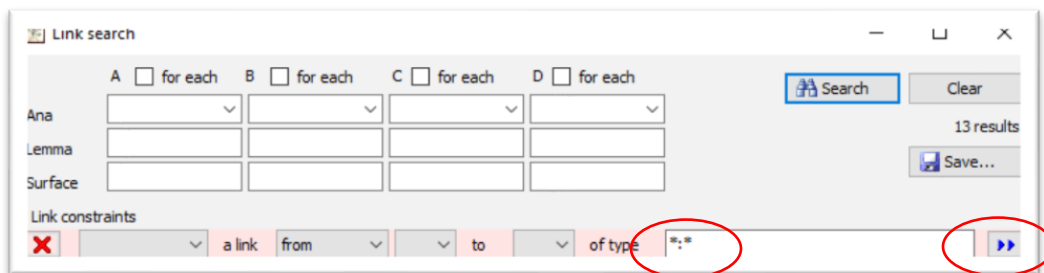 Link search
A for each B for each C for each D for each
Search Clear
Ana
13 results
Lemma
Save...
Surface
Link constraints
a link from to of type *:*